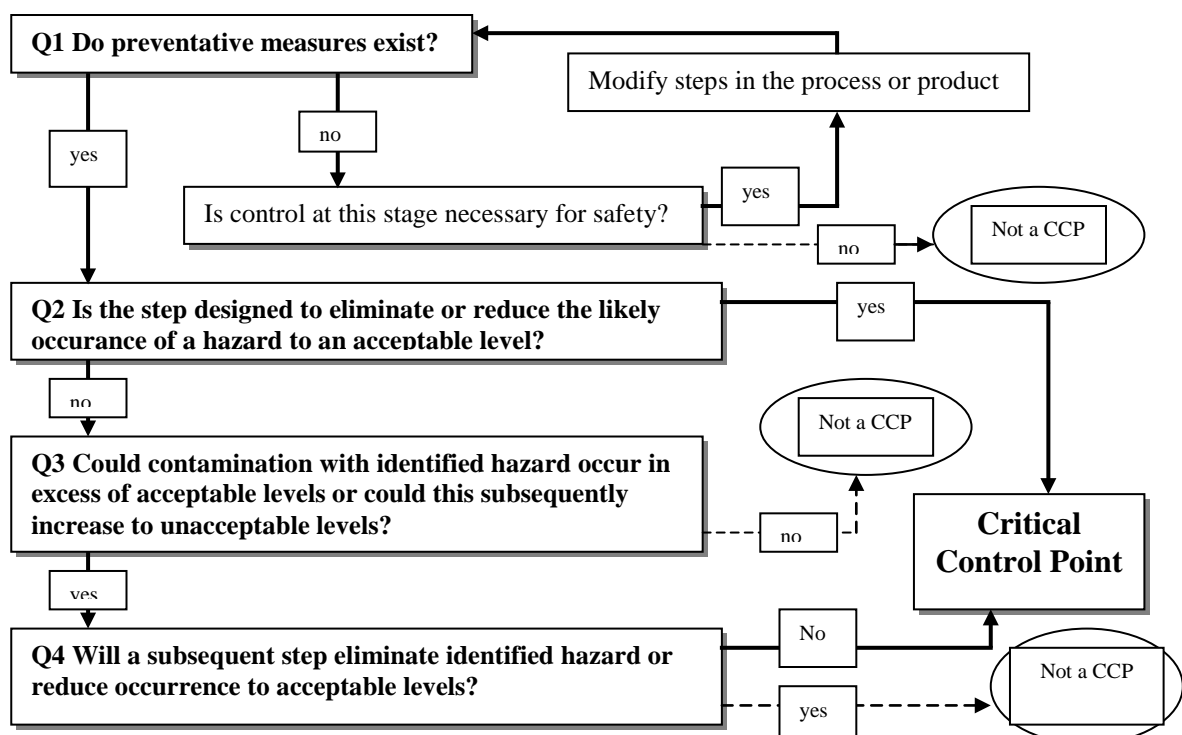 Q1 Do preventative measures exist?
Modify steps in the process or product
no
yes
Is control at this stage necessary for safety?
yes
no
Not a CCP
Q2 Is the step designed to eliminate or reduce the likely
occurance of a hazard to an acceptable level?
yes
no
Not a CCP
Q3 Could contamination with identified hazard occur in
excess of acceptable levels or could this subsequently
increase to unacceptable levels?
no
Critical
Control Point
yes
Q4 Will a subsequent step eliminate identified hazard or
reduce occurrence to acceptable levels?
No
Not a CCP
yes